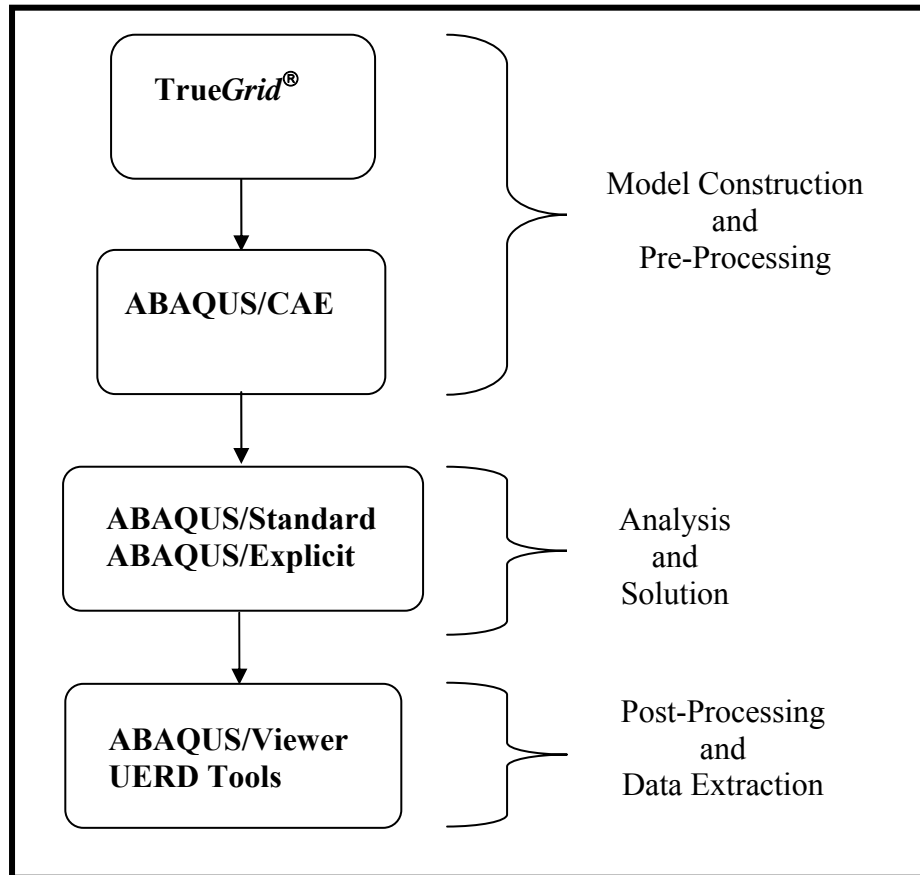 TrueGrid®
ABAQUS/CAE
Model Construction
and
Pre-Processing
ABAQUS/Standard
ABAQUS/Explicit
Analysis
and
Solution
ABAQUS/Viewer
UERD Tools
Post-Processing
and
Data Extraction